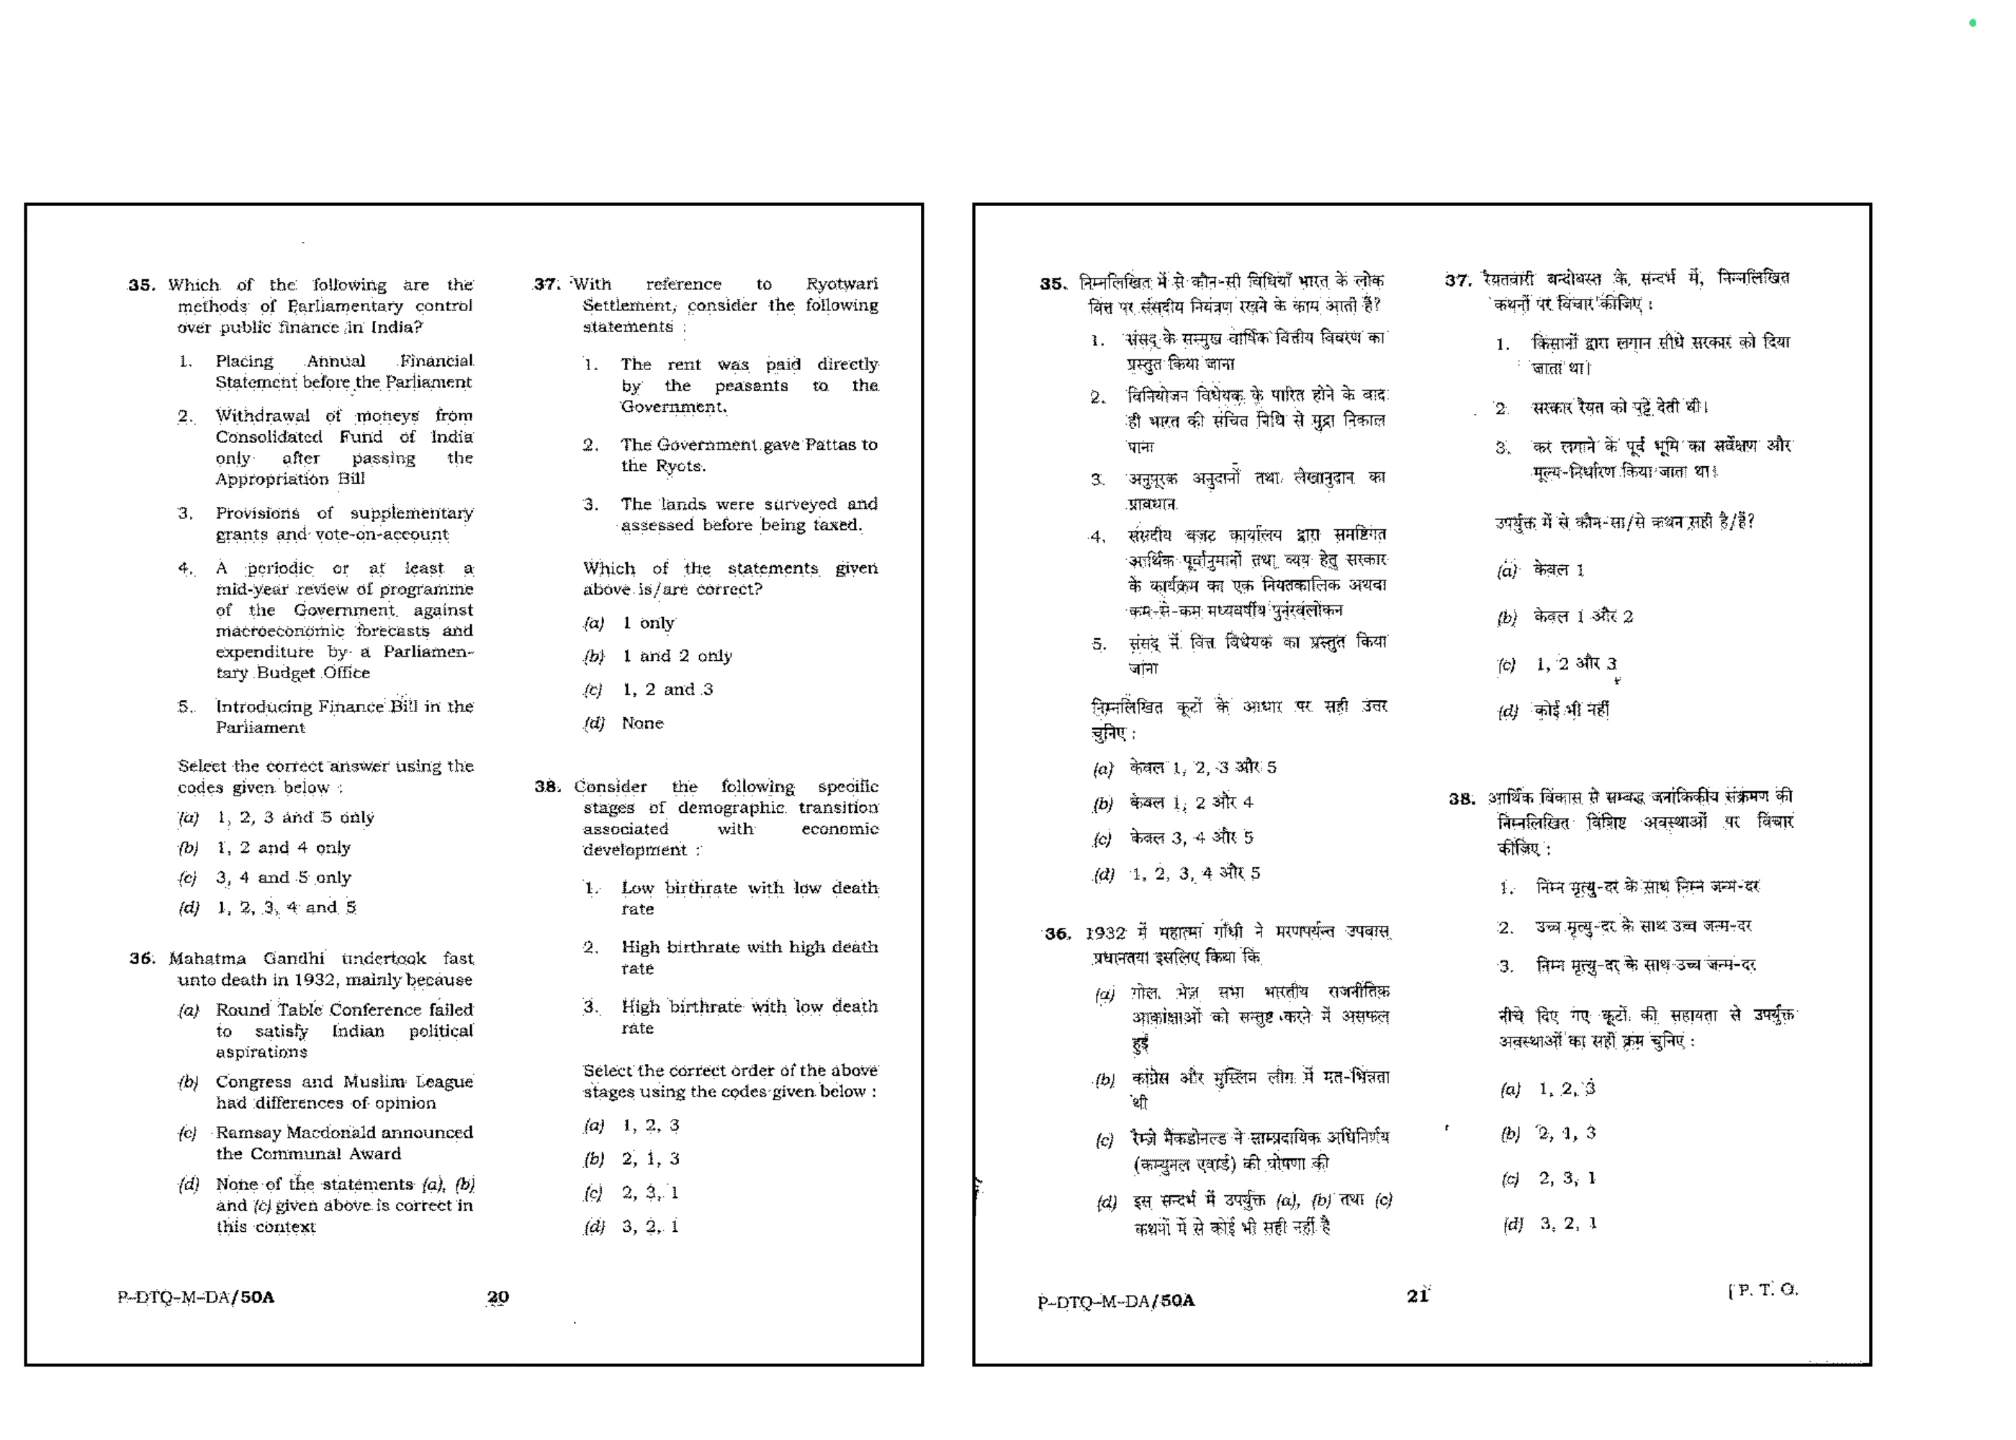 35. Which of the following are the
methods of Parliamentary control
over public finance in India?
1. Placing Annual Financial
Statement before the Parliament
2. Withdrawal of moneys from
Consolidated Fund of India
only after passing the
Appropriation Bill
3. Provisions of supplementary
grants and vote-on-account
4. A periodic or at least a
mid-year review of programme
of the Government against
macroeconomic forecasts and
expenditure by a Parliamen-
tary Budget Office
5. Introducing Finance Bill in the
Parliament
Select the correct answer using the
codes given below :
(a) 1, 2, 3 and 5 only
(b) 1, 2 and 4 only
(c) 3, 4 and 5 only
(d) 1, 2, 3, 4 and 5
36. Mahatma Gandhi undertook fast
unto death in 1932, mainly because
(a) Round Table Conference failed
to satisfy Indian political
aspirations
(b) Congress and Muslim League
had differences of opinion
(c) Ramsay Macdonald announced
the Communal Award
(d) None of the statements (a), (b)
and (c) given above is correct in
this context
37. With reference to Ryotwari
Settlement, consider the following
statements :
1. The rent was paid directly
by the peasants to the
Government.
2. The Government gave Pattas to
the Ryots.
3. The lands were surveyed and
assessed before being taxed.
Which of the statements given
above is/are correct?
(a) 1 only
(b) 1 and 2 only
(c) 1, 2 and 3
(d) None
38. Consider the following specific
stages of demographic transition
associated with economic
development :
1. Low birthrate with low death
rate
2. High birthrate with high death
rate
3. High birthrate with low death
rate
Select the correct order of the above
stages using the codes given below :
(a) 1, 2, 3
(b) 2, 1, 3
(c) 2, 3, 1
(d) 3, 2, 1
P-DTQ-M-DA/50A 20
35. निम्नलिखित में से कौन-सी विधियाँ भारत के लोक
वित्त पर संसदीय नियंत्रण रखने के काम आती हैं?
1. संसद् के सम्मुख वार्षिक वित्तीय विवरण का
प्रस्तुत किया जाना
2. विनियोजन विधेयक के पारित होने के बाद
ही भारत की संचित निधि से मुद्रा निकाल
पाना
3. अनुपूरक अनुदानों तथा लेखानुदान का
प्रावधान
4. संसदीय बजट कार्यालय द्वारा समष्टिगत
आर्थिक पूर्वानुमानों तथा व्यय हेतु सरकार
के कार्यक्रम का एक नियतकालिक अथवा
कम-से-कम मध्यवर्षीय पुनरवलोकन
5. संसद् में वित्त विधेयक का प्रस्तुत किया
जाना
निम्नलिखित कूटों के आधार पर सही उत्तर
चुनिए :
(a) केवल 1, 2, 3 और 5
(b) केवल 1, 2 और 4
(c) केवल 3, 4 और 5
(d) 1, 2, 3, 4 और 5
36. 1932 में महात्मा गाँधी ने मरणपर्यन्त उपवास
प्रधानतया इसलिए किया कि
(a) गोल मेज़ सभा भारतीय राजनीतिक
आकांक्षाओं को सन्तुष्ट करने में असफल
हुई
(b) कांग्रेस और मुस्लिम लीग में मत-भिन्नता
थी
(c) रैम्ज़े मैकडोनल्ड ने साम्प्रदायिक अधिनिर्णय
(कम्युनल एवार्ड) की घोषणा की
(d) इस सन्दर्भ में उपर्युक्त (a), (b) तथा (c)
कथनों में से कोई भी सही नहीं है
37. रैयतवारी बन्दोबस्त के सन्दर्भ में, निम्नलिखित
कथनों पर विचार कीजिए :
1. किसानों द्वारा लगान सीधे सरकार को दिया
जाता था।
2. सरकार रैयत को पट्टे देती थी।
3. कर लगाने के पूर्व भूमि का सर्वेक्षण और
मूल्य-निर्धारण किया जाता था।
उपर्युक्त में से कौन-सा/से कथन सही है/हैं?
(a) केवल 1
(b) केवल 1 और 2
(c) 1, 2 और 3
(d) कोई भी नहीं
38. आर्थिक विकास से सम्बद्ध जनांकिकीय संक्रमण की
निम्नलिखित विशिष्ट अवस्थाओं पर विचार
कीजिए :
1. निम्न मृत्यु-दर के साथ निम्न जन्म-दर
2. उच्च मृत्यु-दर के साथ उच्च जन्म-दर
3. निम्न मृत्यु-दर के साथ उच्च जन्म-दर
नीचे दिए गए कूटों की सहायता से उपर्युक्त
अवस्थाओं का सही क्रम चुनिए :
(a) 1, 2, 3
(b) 2, 1, 3
(c) 2, 3, 1
(d) 3, 2, 1
P-DTQ-M-DA/50A 21 [ P. T. O.